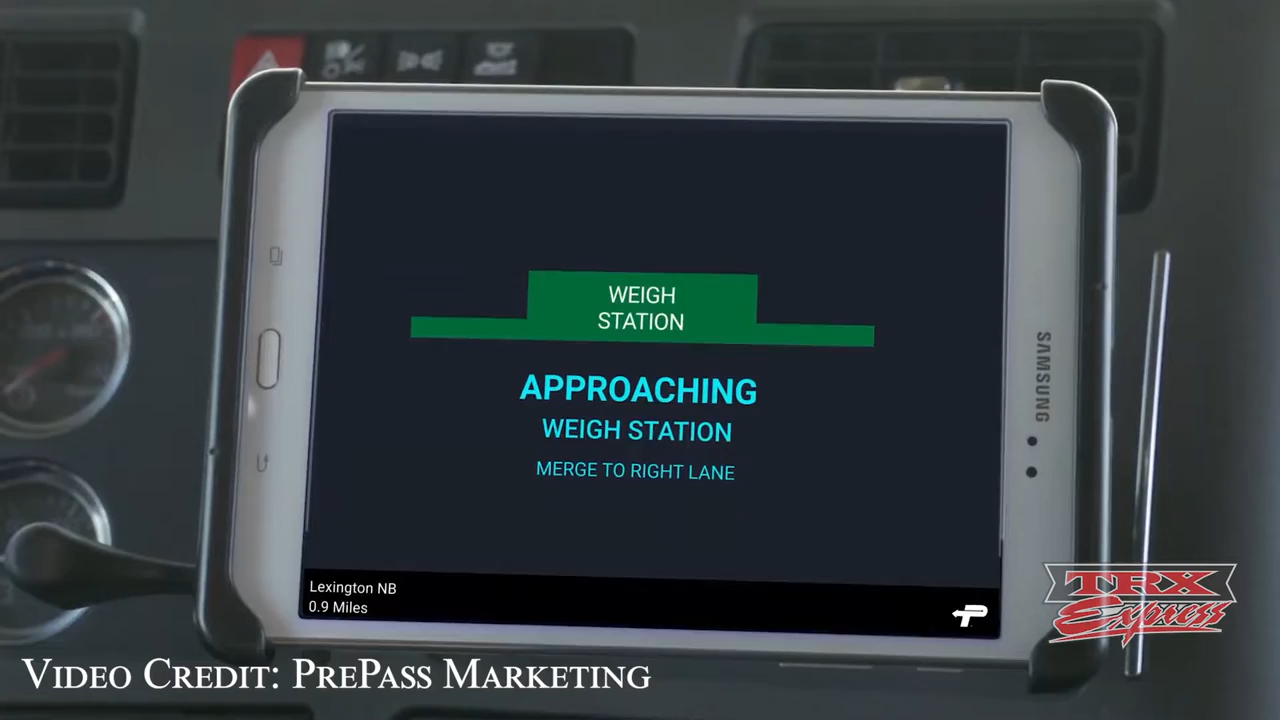 WEIGH
STATION
APPROACHING
WEIGH STATION
MERGE TO RIGHT LANE
Lexington NB
0.9 Miles
SAMSUNG
TRX
Express
VIDEO CREDIT: PREPASS MARKETING